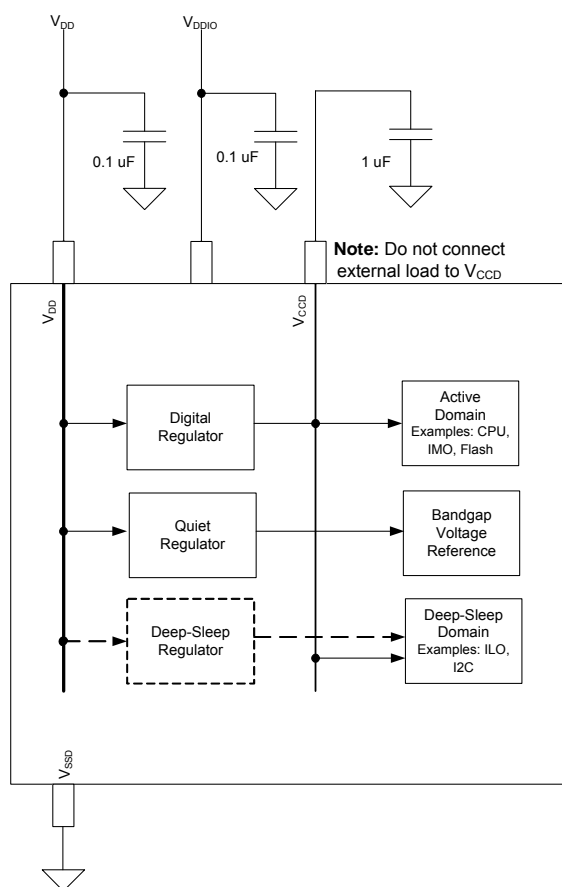 VDD
VDDIO
0.1 uF
0.1 uF
1 uF
Note: Do not connect
external load to VCCD
VDD
VCCD
Digital
Regulator
Active
Domain
Examples: CPU,
IMO, Flash
Quiet
Regulator
Bandgap
Voltage
Reference
Deep-Sleep
Regulator
Deep-Sleep
Domain
Examples: ILO,
I2C
VSSD